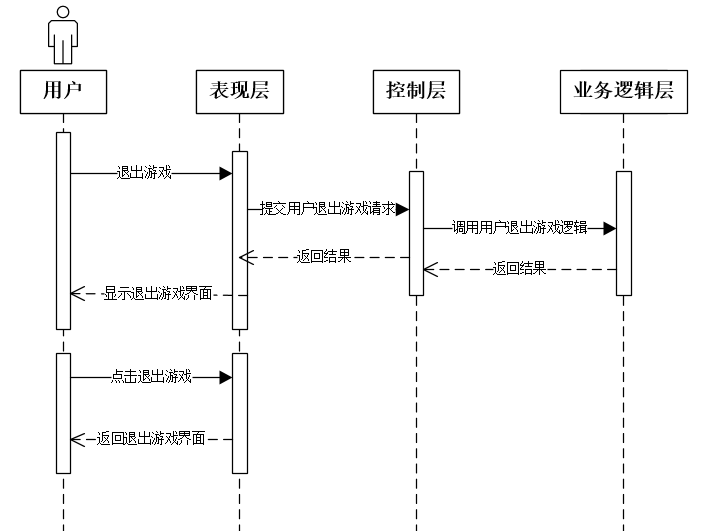 用户
表现层
控制层
业务逻辑层
退出游戏
提交用户退出游戏请求
调用用户退出游戏逻辑
返回结果
返回结果
显示退出游戏界面
点击退出游戏
返回退出游戏界面